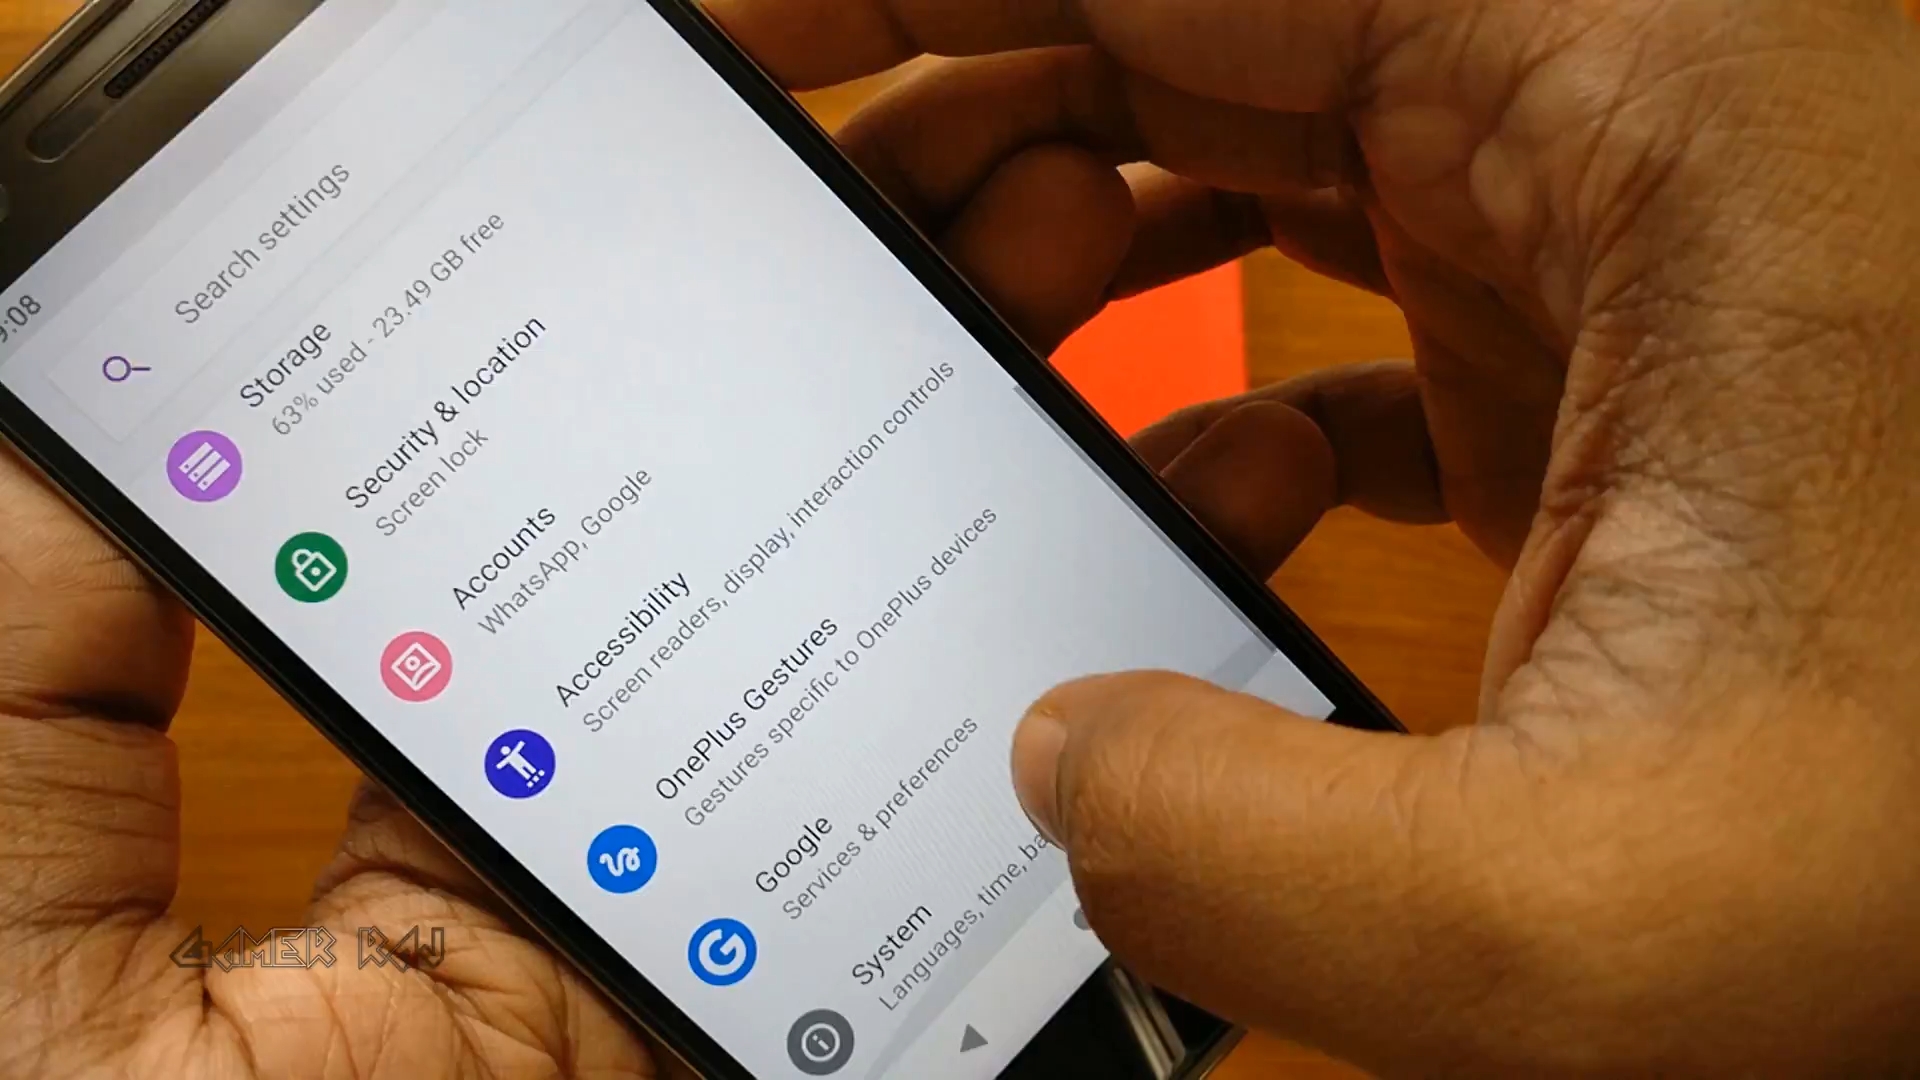 :08
Search settings
Storage
63% used - 23.49 GB free
Security & location
Screen lock
Accounts
WhatsApp, Google
Accessibility
Screen readers, display, interaction controls
OnePlus Gestures
Gestures specific to OnePlus devices
Google
Services & preferences
System
Languages, time, ba
GAMER RAJ